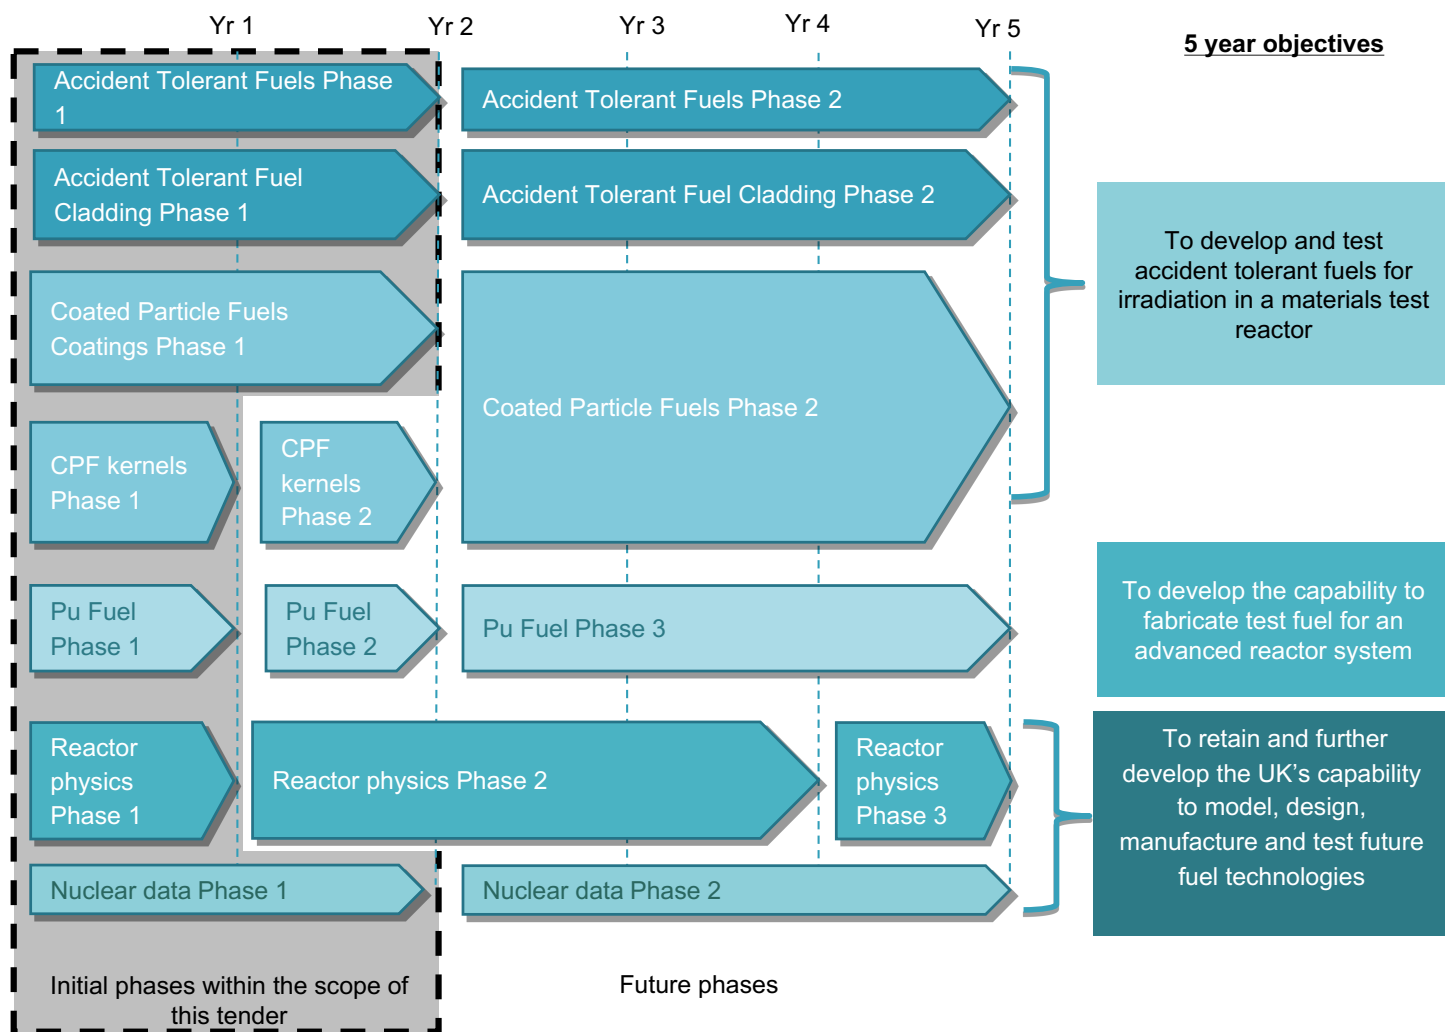 Yr 1
Yr 2
Yr 3
Yr 4
Yr 5
5 year objectives
Accident Tolerant Fuels Phase
1
Accident Tolerant Fuels Phase 2
Accident Tolerant Fuel
Cladding Phase 1
Accident Tolerant Fuel Cladding Phase 2
Coated Particle Fuels
Coatings Phase 1
Coated Particle Fuels Phase 2
CPF kernels
Phase 1
CPF
kernels
Phase 2
To develop and test
accident tolerant fuels for
irradiation in a materials test
reactor
Pu Fuel
Phase 1
Pu Fuel
Phase 2
Pu Fuel Phase 3
To develop the capability to
fabricate test fuel for an
advanced reactor system
Reactor
physics
Phase 1
Reactor physics Phase 2
Reactor
physics
Phase 3
To retain and further
develop the UK’s capability
to model, design,
manufacture and test future
fuel technologies
Nuclear data Phase 1
Nuclear data Phase 2
Initial phases within the scope of
this tender
Future phases